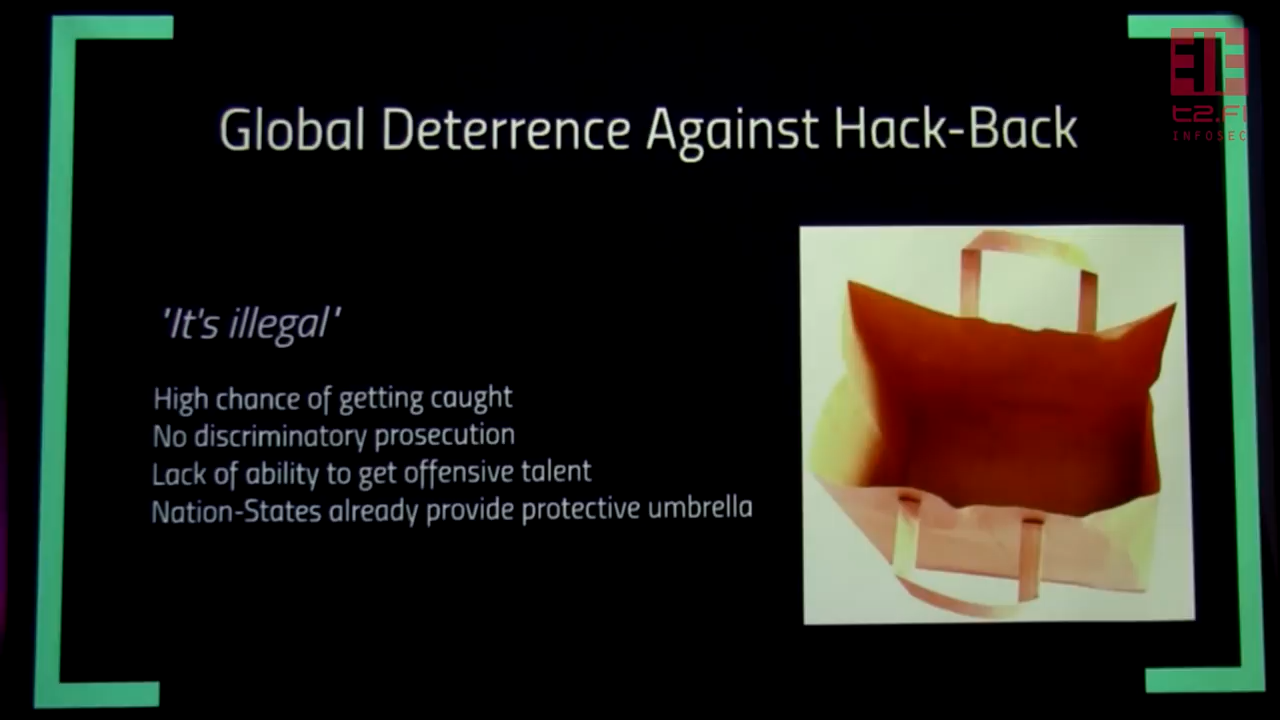 Global Deterrence Against Hack-Back
'It's illegal'
High chance of getting caught
No discriminatory prosecution
Lack of ability to get offensive talent
Nation-States already provide protective umbrella
t2.fi
INFOSEC